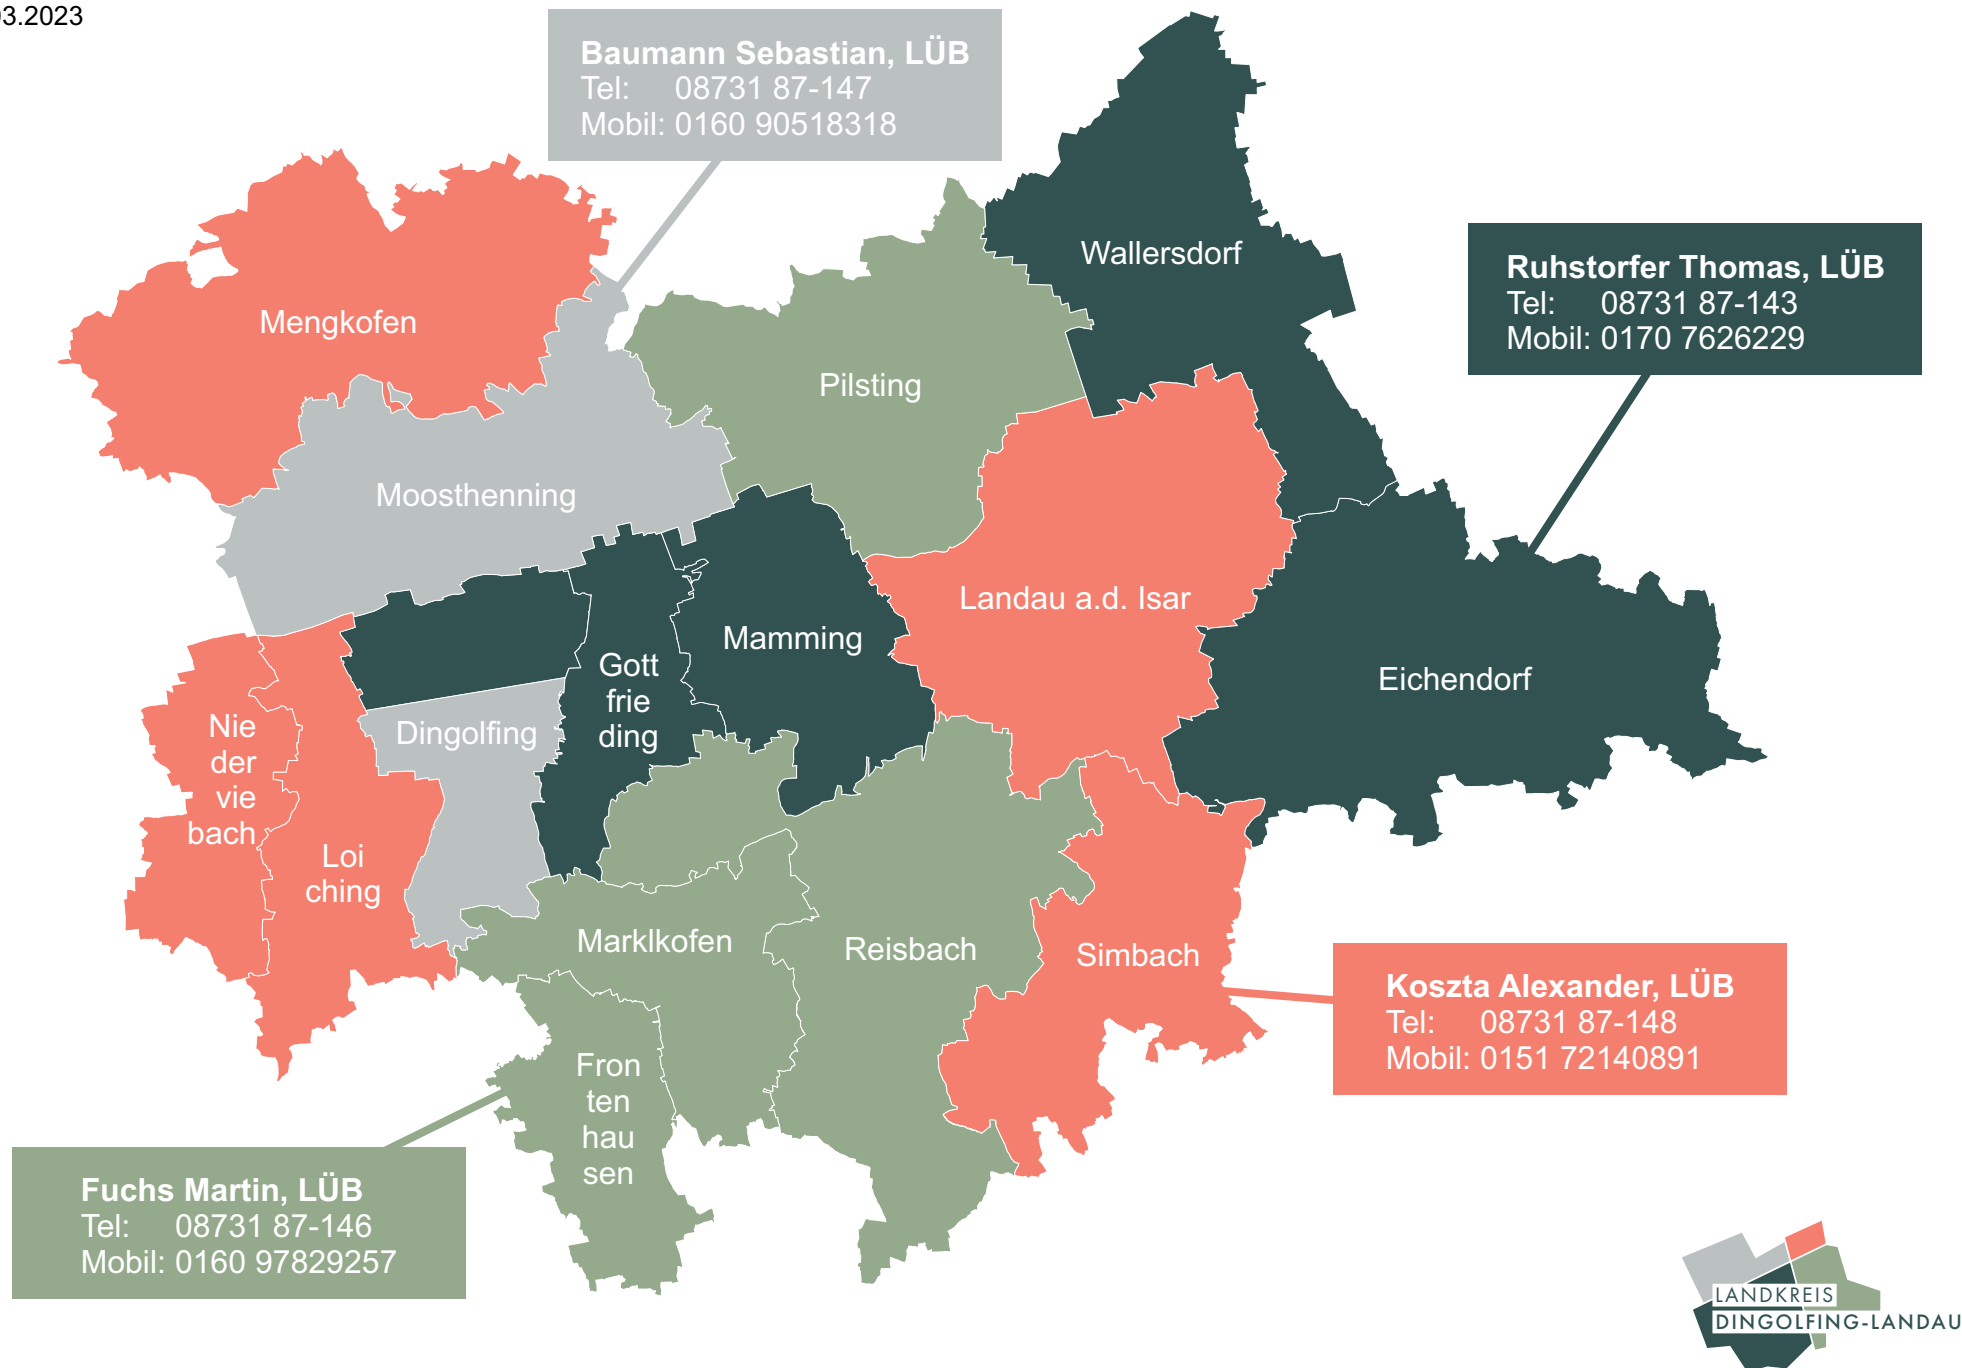 03.2023
Baumann Sebastian, LÜB
Tel: 08731 87-147
Mobil: 0160 90518318
Wallersdorf
Ruhstorfer Thomas, LÜB
Tel: 08731 87-143
Mobil: 0170 7626229
Mengkofen
Pilsting
Moosthenning
Landau a.d. Isar
Mamming
Gott
frie
ding
Eichendorf
Dingolfing
Nie
der
vie
bach
Loi
ching
Marklkofen
Reisbach
Simbach
Koszta Alexander, LÜB
Tel: 08731 87-148
Mobil: 0151 72140891
Fron
ten
hau
sen
Fuchs Martin, LÜB
Tel: 08731 87-146
Mobil: 0160 97829257
LANDKREIS
DINGOLFING-LANDAU